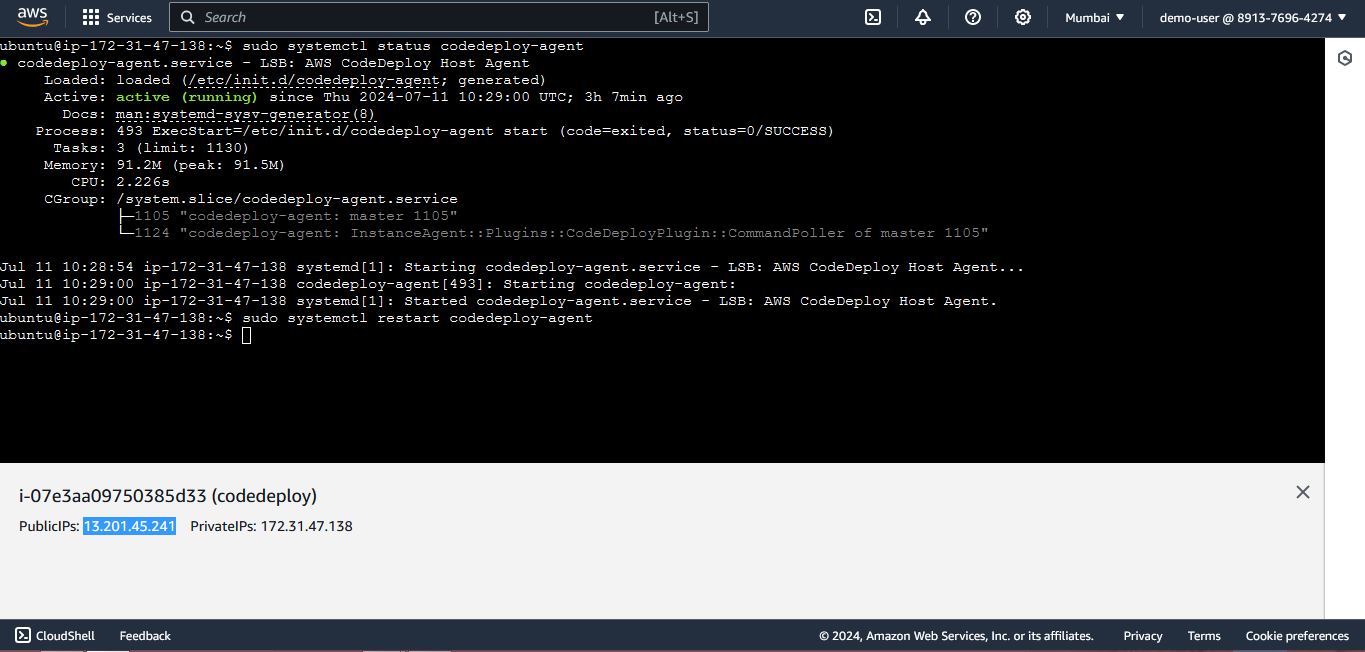 aws Services Search [Alt+S] Mumbai ▼ demo-user @ 8913-7696-4274 ▼
ubuntu@ip-172-31-47-138:~$ sudo systemctl status codedeploy-agent
● codedeploy-agent.service - LSB: AWS CodeDeploy Host Agent
Loaded: loaded (/etc/init.d/codedeploy-agent; generated)
Active: active (running) since Thu 2024-07-11 10:29:00 UTC; 3h 7min ago
Docs: man:systemd-sysv-generator(8)
Process: 493 ExecStart=/etc/init.d/codedeploy-agent start (code=exited, status=0/SUCCESS)
Tasks: 3 (limit: 1130)
Memory: 91.2M (peak: 91.5M)
CPU: 2.226s
CGroup: /system.slice/codedeploy-agent.service
├─1105 "codedeploy-agent: master 1105"
└─1124 "codedeploy-agent: InstanceAgent::Plugins::CodeDeployPlugin::CommandPoller of master 1105"
Jul 11 10:28:54 ip-172-31-47-138 systemd[1]: Starting codedeploy-agent.service - LSB: AWS CodeDeploy Host Agent...
Jul 11 10:29:00 ip-172-31-47-138 codedeploy-agent[493]: Starting codedeploy-agent:
Jul 11 10:29:00 ip-172-31-47-138 systemd[1]: Started codedeploy-agent.service - LSB: AWS CodeDeploy Host Agent.
ubuntu@ip-172-31-47-138:~$ sudo systemctl restart codedeploy-agent
ubuntu@ip-172-31-47-138:~$
i-07e3aa09750385d33 (codedeploy)
PublicIPs: 13.201.45.241 PrivateIPs: 172.31.47.138
CloudShell Feedback © 2024, Amazon Web Services, Inc. or its affiliates. Privacy Terms Cookie preferences